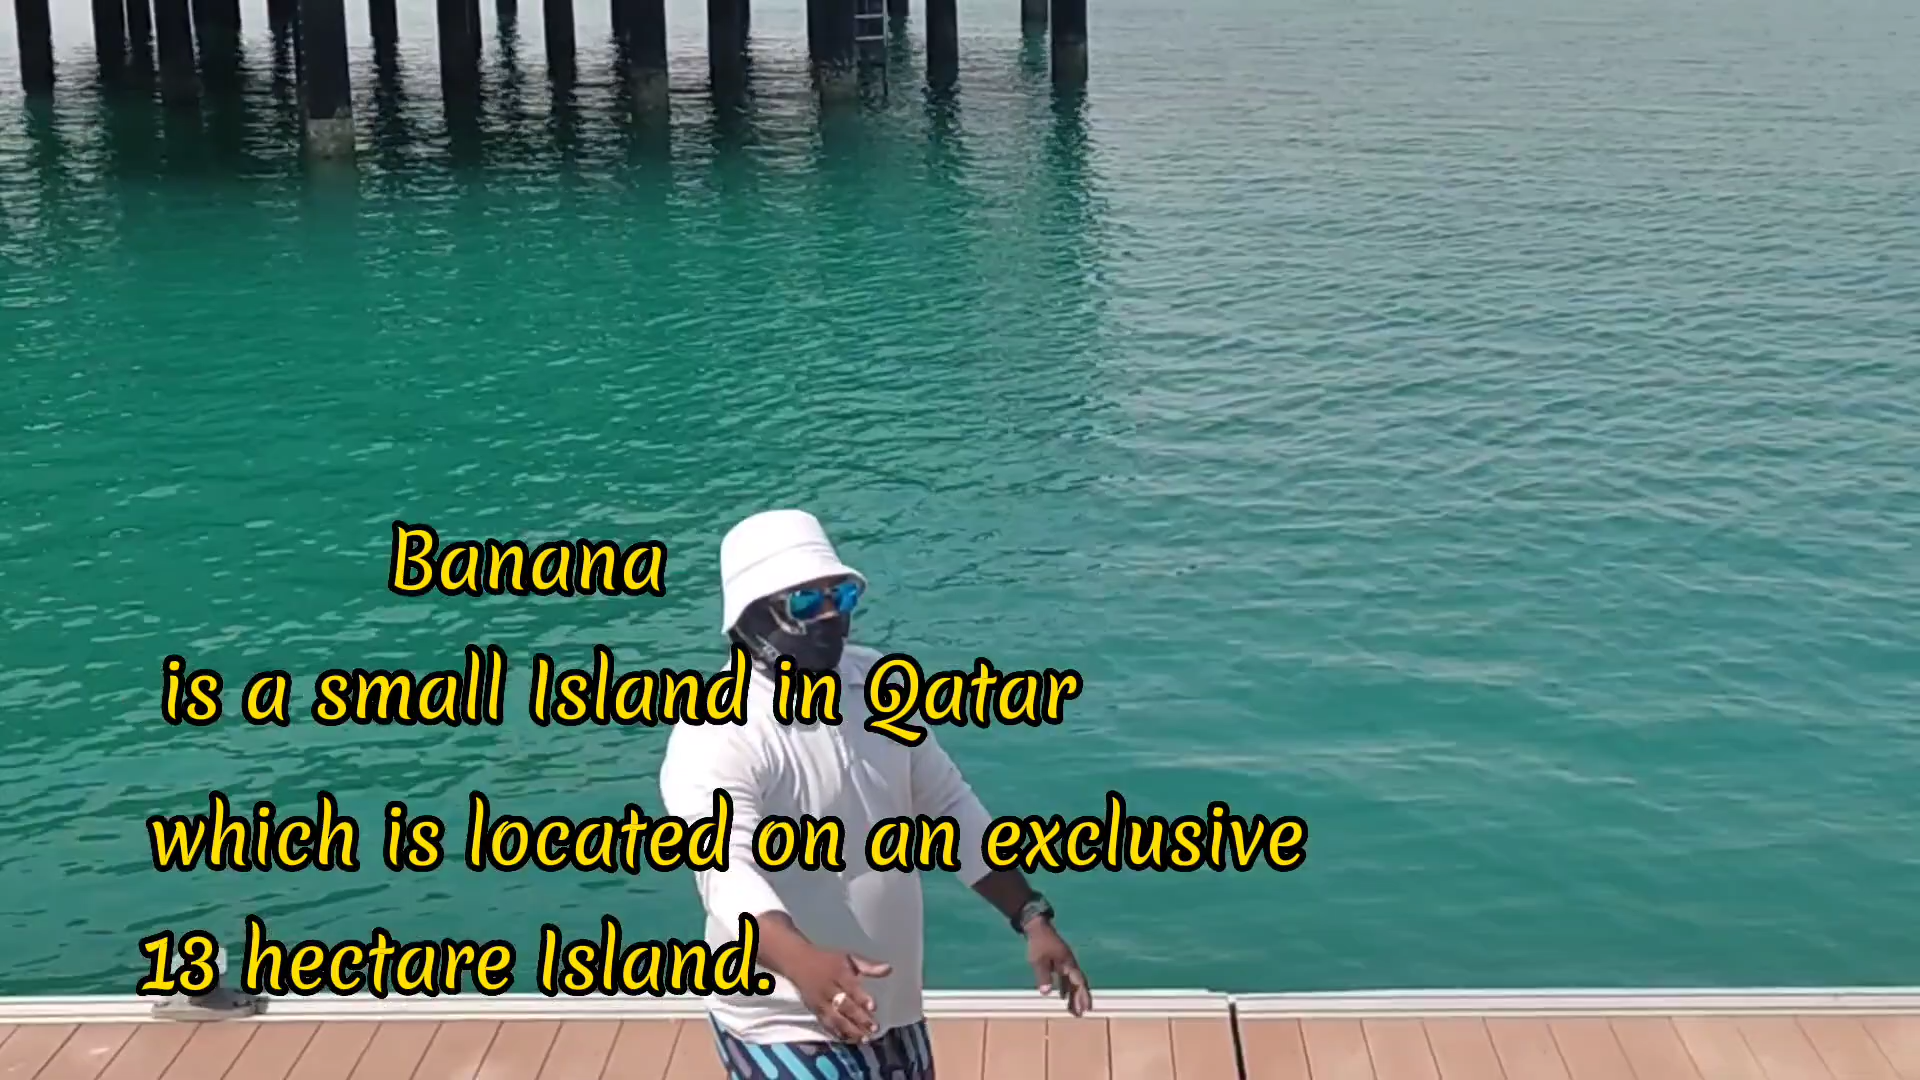 Banana
is a small Island in Qatar
which is located on an exclusive
13 hectare Island.